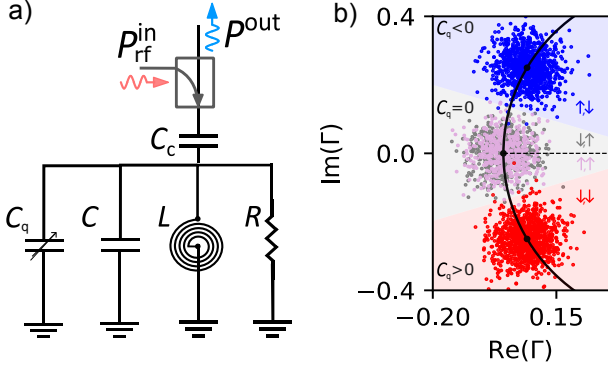 a)
P_rf^in
P^out
C_c
C_q
C
L
R
b)
0.4
C_q<0
↑,↓
C_q=0
↓,↑
↑,↑
0.0
Im(Γ)
↓,↓
C_q>0
−0.4
−0.20
0.15
Re(Γ)